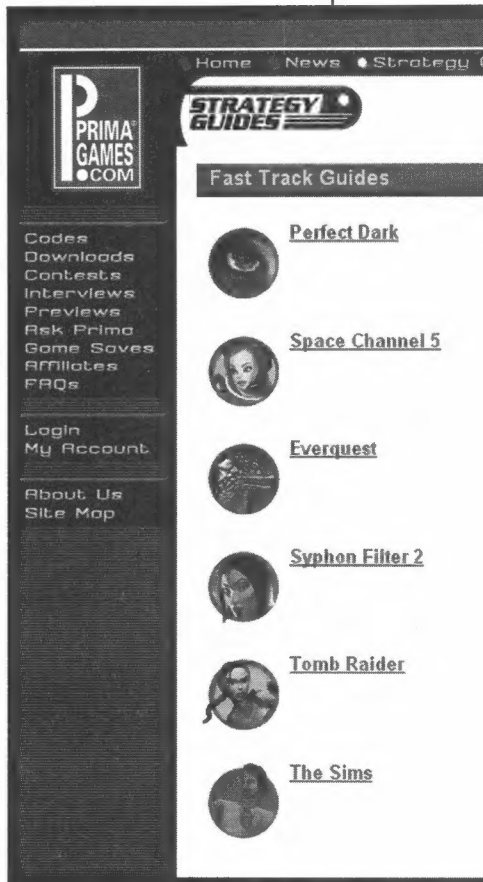 Home News Strategy
PRIMA
GAMES
.COM
STRATEGY
GUIDES
Fast Track Guides
Codes
Downloads
Contests
Interviews
Previews
Ask Prima
Game Saves
Affiliates
FAQs
Login
My Account
About Us
Site Map
Perfect Dark
Space Channel 5
Everquest
Syphon Filter 2
Tomb Raider
The Sims